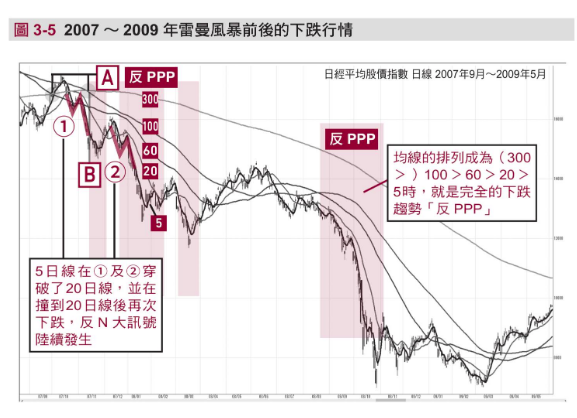 圖 3-5 2007 ～ 2009 年雷曼風暴前後的下跌行情
日經平均股價指數 日線 2007年9月～2009年5月
A
反 PPP
300
①
100
60
B
②
20
5
反 PPP
均線的排列成為（300
＞）100＞60＞20＞
5時，就是完全的下跌
趨勢「反 PPP」
5日線在①及②穿
破了20日線，並在
撞到20日線後再次
下跌，反N大訊號
陸續發生